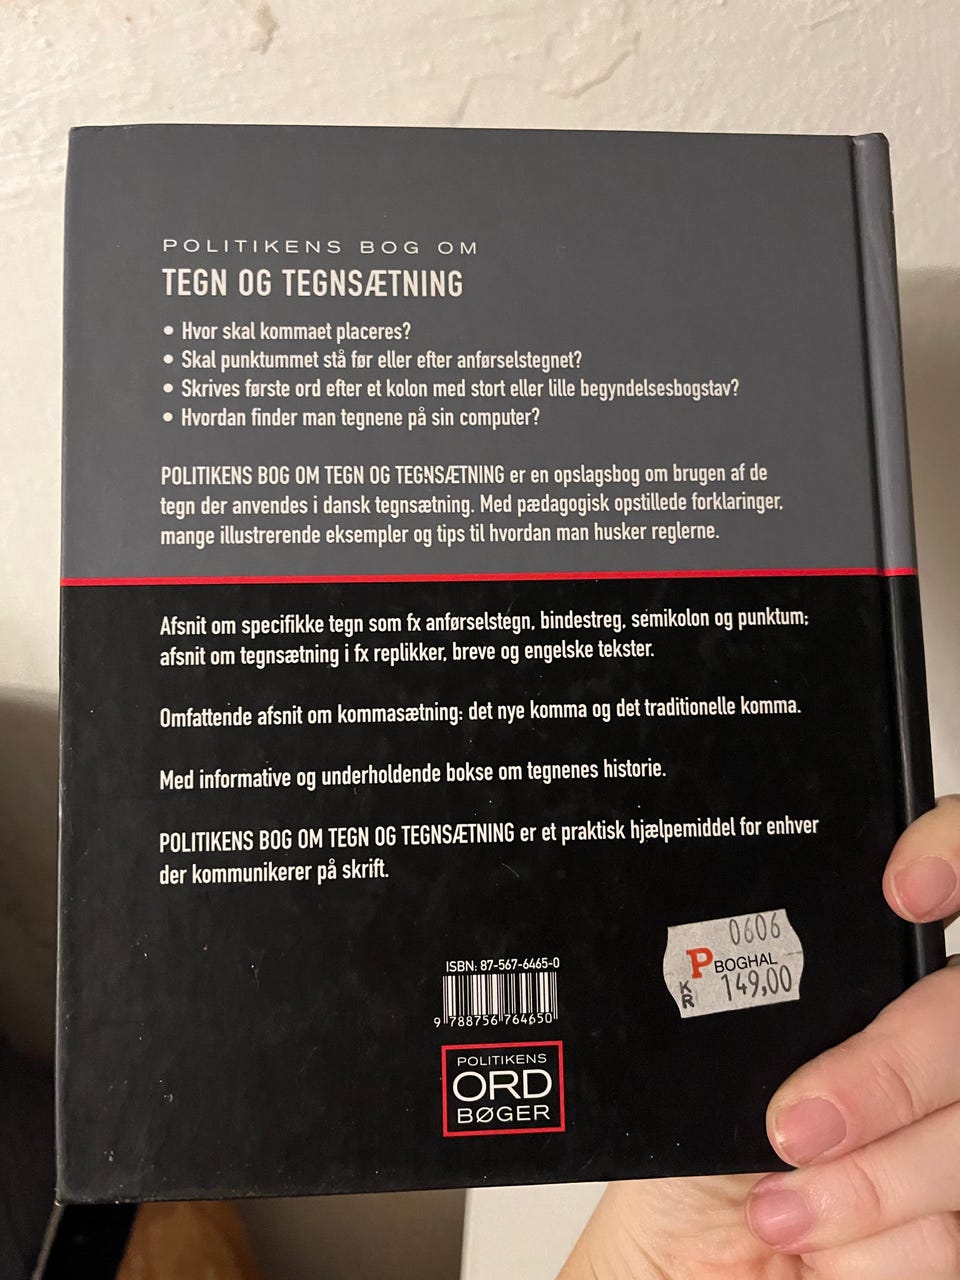 POLITIKENS BOG OM
TEGN OG TEGNSÆTNING
• Hvor skal kommaet placeres?
• Skal punktummet stå før eller efter anførselstegnet?
• Skrives første ord efter et kolon med stort eller lille begyndelsesbogstav?
• Hvordan finder man tegnene på sin computer?
POLITIKENS BOG OM TEGN OG TEGNSÆTNING er en opslagsbog om brugen af de
tegn der anvendes i dansk tegnsætning. Med pædagogisk opstillede forklaringer,
mange illustrerende eksempler og tips til hvordan man husker reglerne.
Afsnit om specifikke tegn som fx anførselstegn, bindestreg, semikolon og punktum;
afsnit om tegnsætning i fx replikker, breve og engelske tekster.
Omfattende afsnit om kommasætning: det nye komma og det traditionelle komma.
Med informative og underholdende bokse om tegnenes historie.
POLITIKENS BOG OM TEGN OG TEGNSÆTNING er et praktisk hjælpemiddel for enhver
der kommunikerer på skrift.
0606
P BOGHAL
KR 149,00
ISBN: 87-567-6465-0
9 788756 764650
POLITIKENS
ORD
BØGER